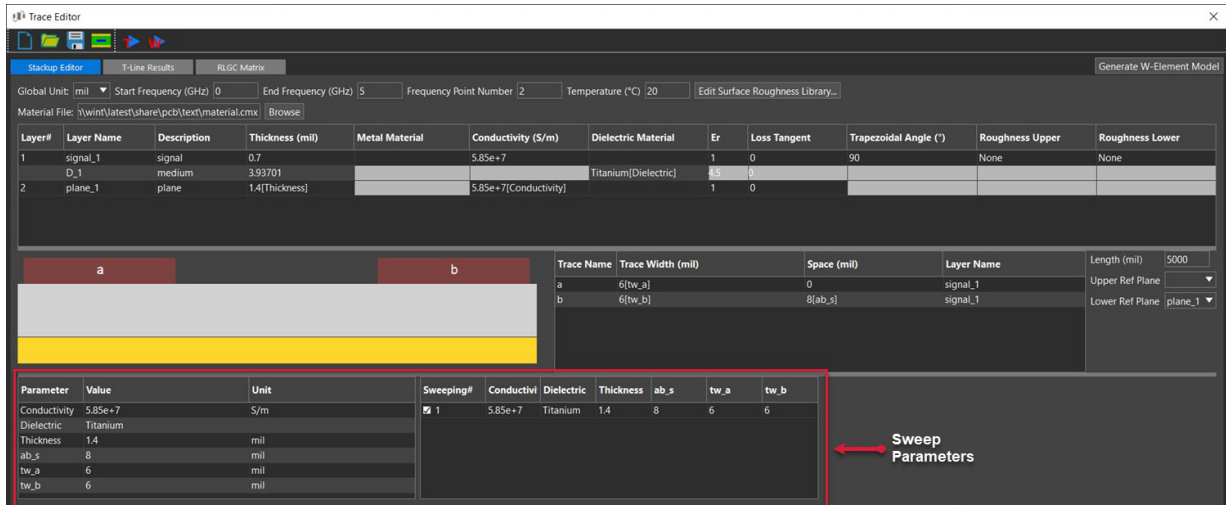 Trace Editor
Stackup Editor T-Line Results RLGC Matrix Generate W-Element Model
Global Unit: mil Start Frequency (GHz) 0 End Frequency (GHz) 5 Frequency Point Number 2 Temperature (°C) 20 Edit Surface Roughness Library...
Material File: \wint\latest\share\pcb\text\material.cmx Browse
Layer# Layer Name Description Thickness (mil) Metal Material Conductivity (S/m) Dielectric Material Er Loss Tangent Trapezoidal Angle (°) Roughness Upper Roughness Lower
1 signal_1 signal 0.7 5.85e+7 1 0 90 None None
D_1 medium 3.93701 Titanium[Dielectric] 4.5 0
2 plane_1 plane 1.4[Thickness] 5.85e+7[Conductivity] 1 0
a b
Trace Name Trace Width (mil) Space (mil) Layer Name
a 6[tw_a] 0 signal_1
b 6[tw_b] 8[ab_s] signal_1
Length (mil) 5000
Upper Ref Plane
Lower Ref Plane plane_1
Parameter Value Unit
Conductivity 5.85e+7 S/m
Dielectric Titanium
Thickness 1.4 mil
ab_s 8 mil
tw_a 6 mil
tw_b 6 mil
Sweeping# Conductivi Dielectric Thickness ab_s tw_a tw_b
1 5.85e+7 Titanium 1.4 8 6 6
Sweep
Parameters